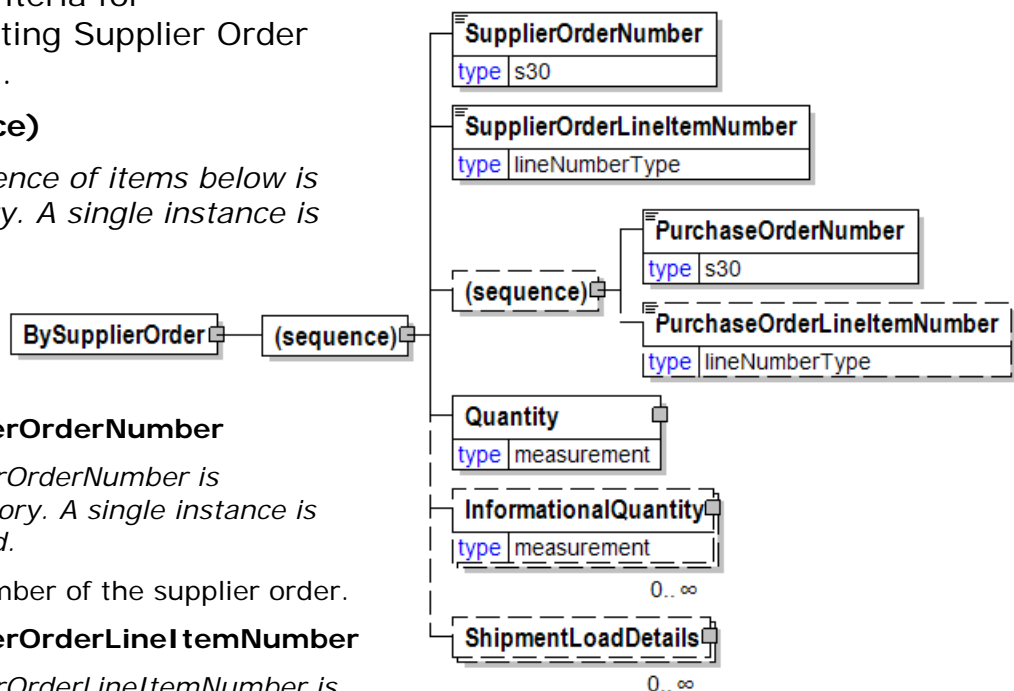 ting Supplier Order
.
ce)
ence of items below is
y. A single instance is
erOrderNumber
rOrderNumber is
ory. A single instance is
d.
mber of the supplier order.
erOrderLineItemNumber
erOrderLineItemNumber is
BySupplierOrder
(sequence)
SupplierOrderNumber
type s30
SupplierOrderLineItemNumber
type lineNumberType
(sequence)
PurchaseOrderNumber
type s30
PurchaseOrderLineItemNumber
type lineNumberType
Quantity
type measurement
InformationalQuantity
type measurement
0.. ∞
ShipmentLoadDetails
0.. ∞